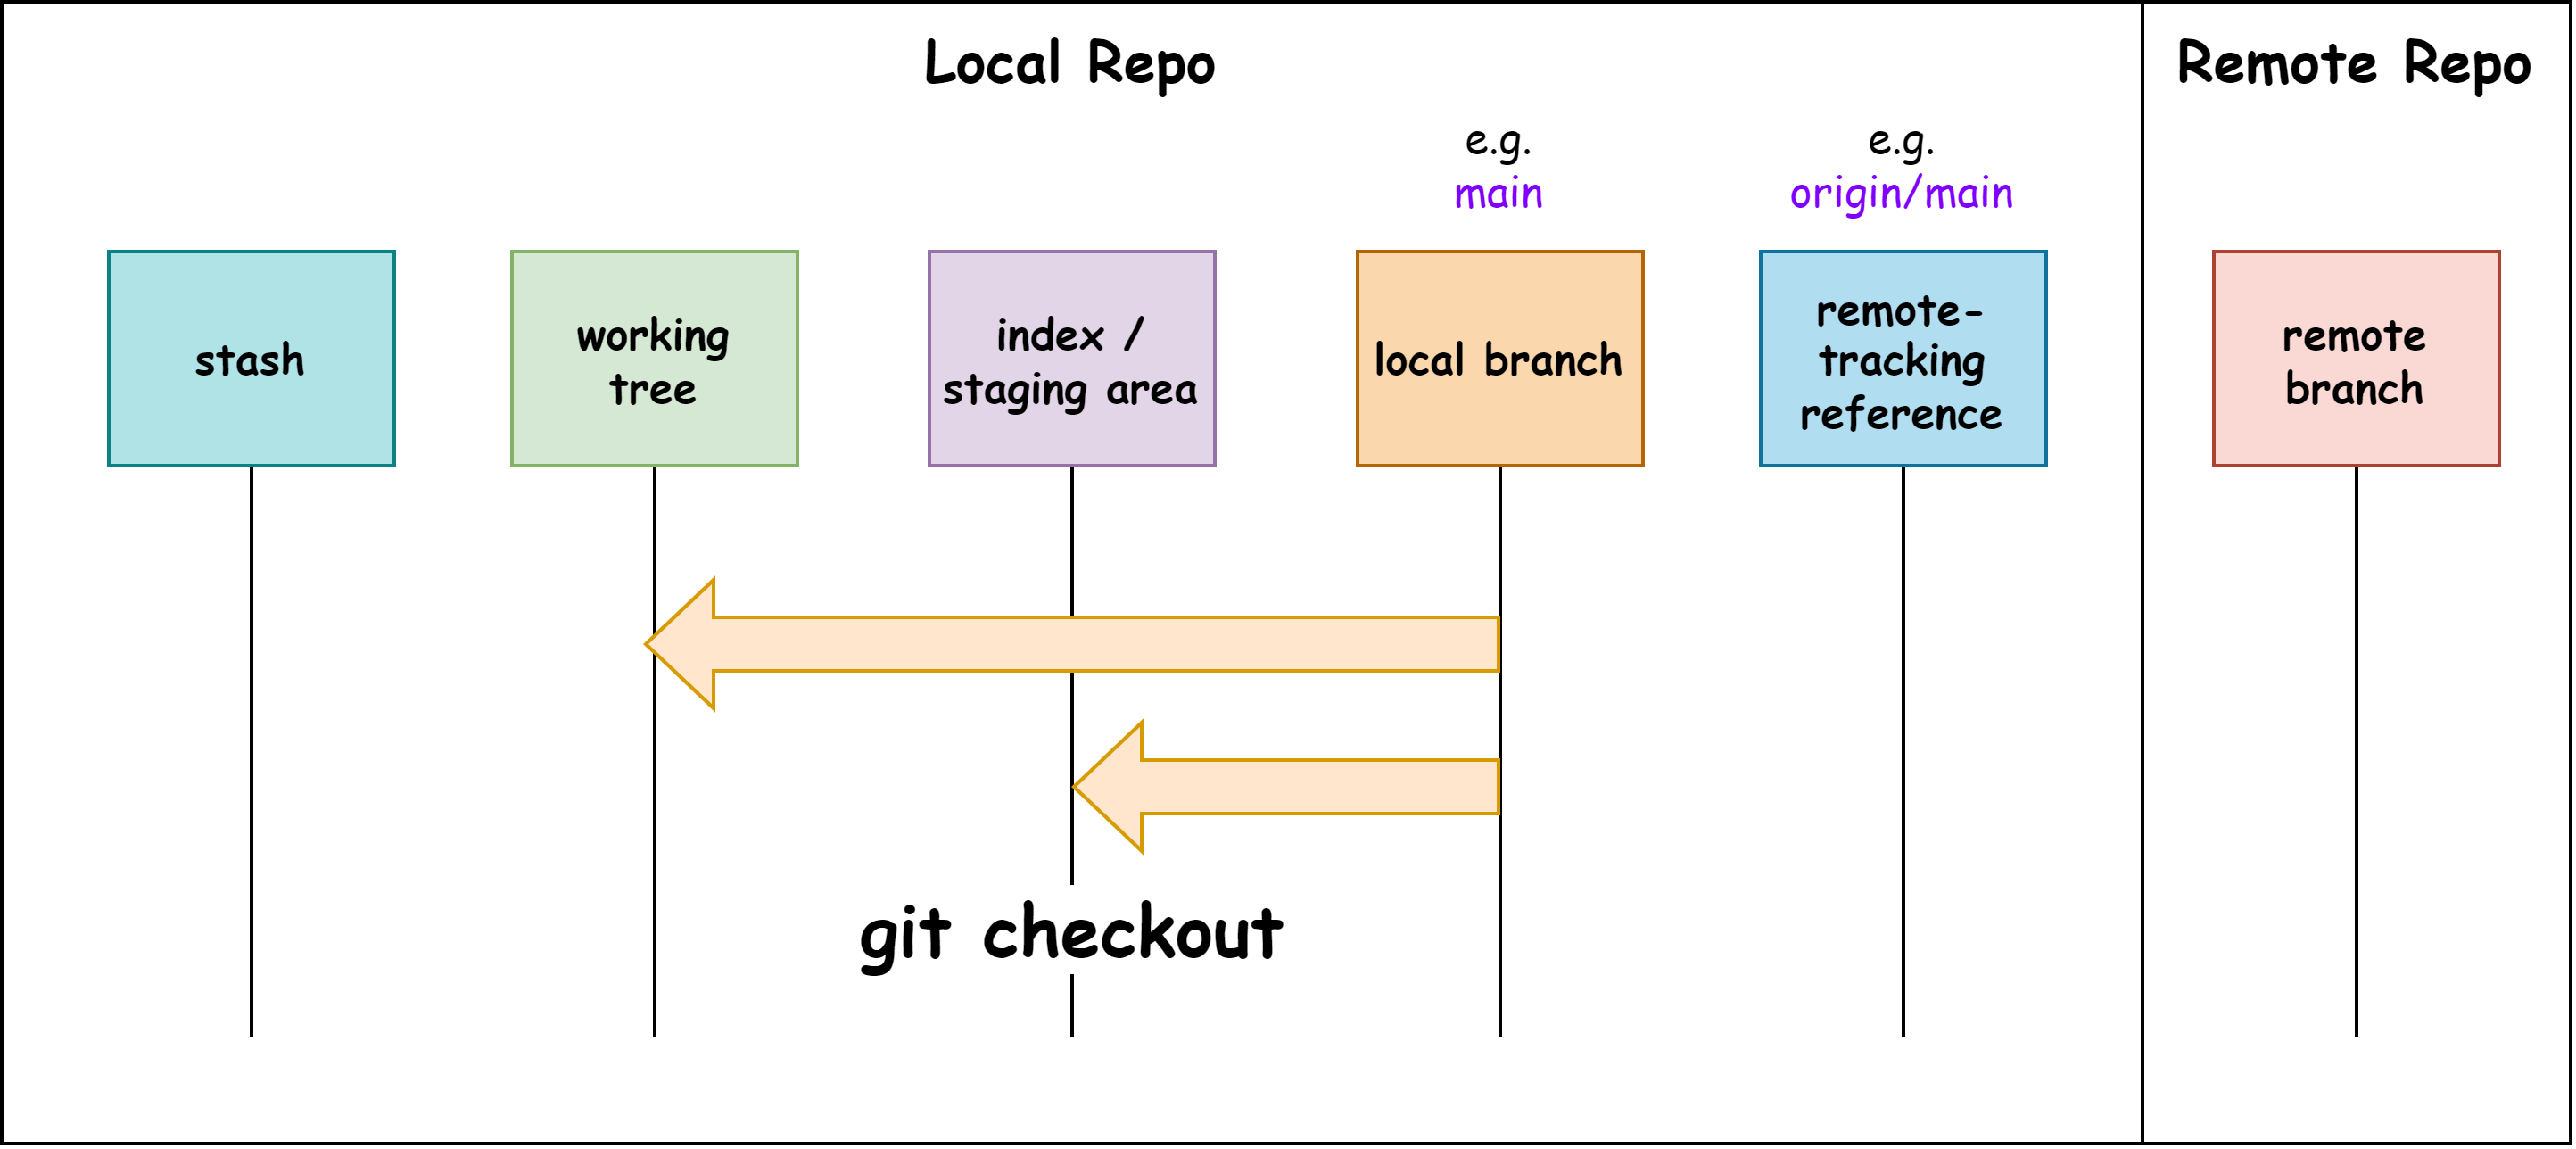 Local Repo
Remote Repo
e.g.
main
e.g.
origin/main
stash
working
tree
index /
staging area
local branch
remote-
tracking
reference
remote
branch
git checkout